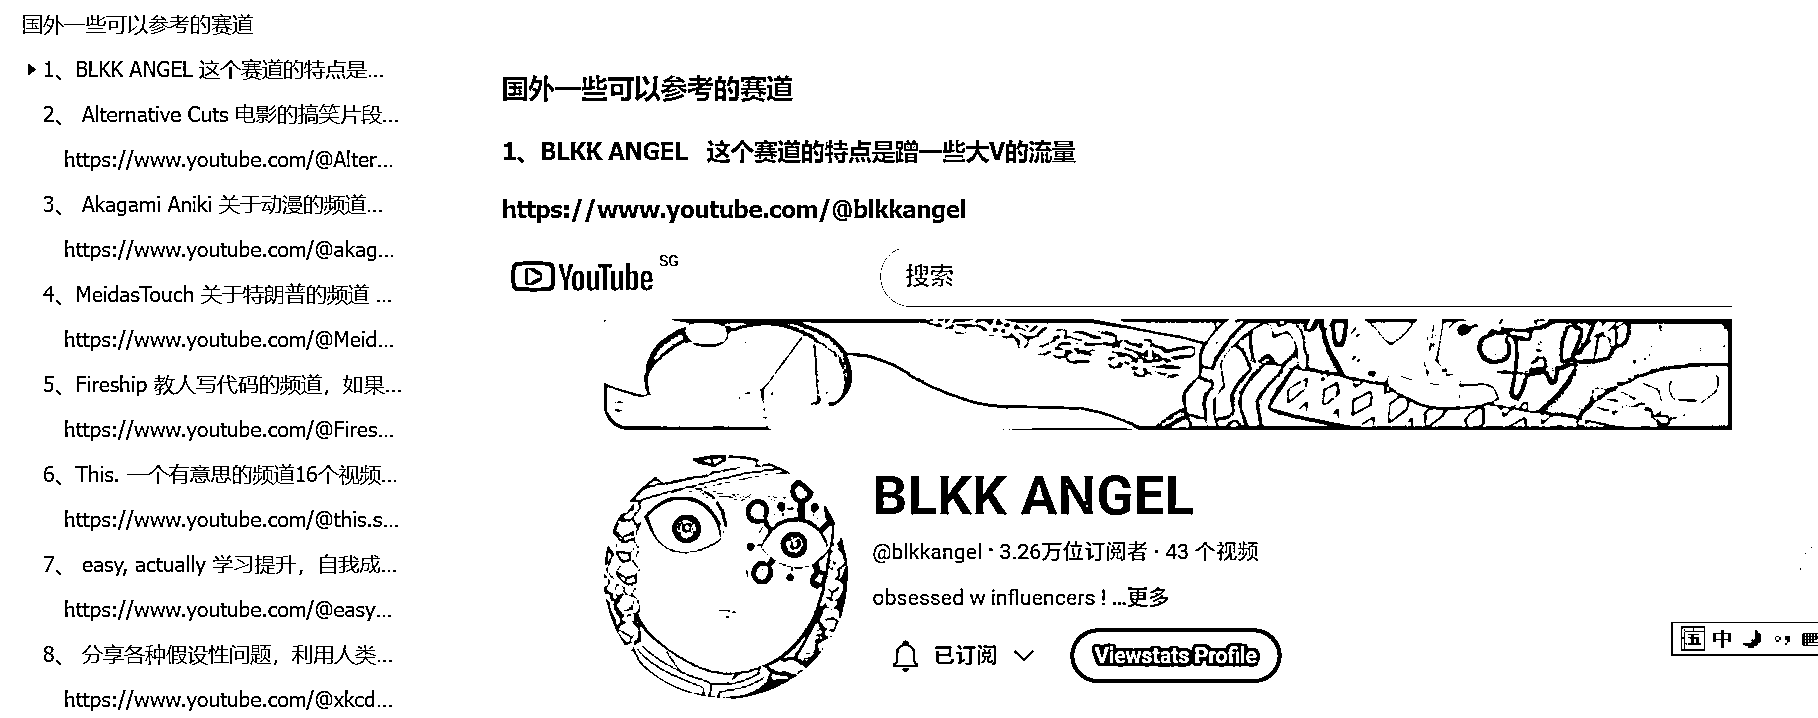 国外一些可以参考的赛道
1、BLKK ANGEL 这个赛道的特点是...
2、 Alternative Cuts 电影的搞笑片段...
https://www.youtube.com/@Alter...
3、 Akagami Aniki 关于动漫的频道...
https://www.youtube.com/@akag...
4、MeidasTouch 关于特朗普的频道 ...
https://www.youtube.com/@Meid...
5、Fireship 教人写代码的频道，如果...
https://www.youtube.com/@Fires...
6、This. 一个有意思的频道16个视频...
https://www.youtube.com/@this.s...
7、 easy, actually 学习提升，自我成...
https://www.youtube.com/@easy...
8、 分享各种假设性问题，利用人类...
https://www.youtube.com/@xkcd...
国外一些可以参考的赛道
1、BLKK ANGEL 这个赛道的特点是蹭一些大V的流量
https://www.youtube.com/@blkkangel
YouTube SG
搜索
BLKK ANGEL
@blkkangel · 3.26万位订阅者 · 43 个视频
obsessed w influencers ! ...更多
已订阅
Viewstats Profile
五 中